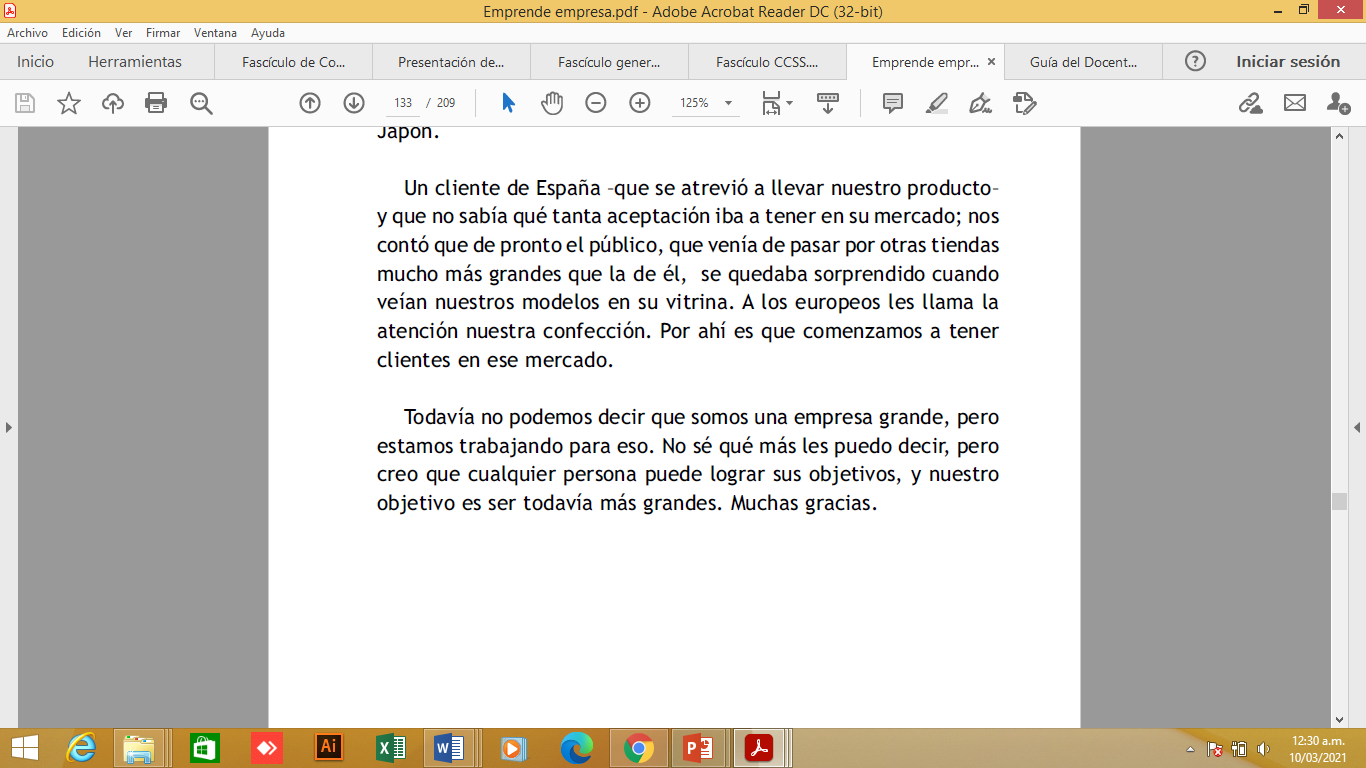 Emprende empresa.pdf - Adobe Acrobat Reader DC (32-bit)
Archivo Edición Ver Firmar Ventana Ayuda
Inicio Herramientas Fascículo de Co... Presentación de... Fascículo gener... Fascículo CCSS.... Emprende empr... Guía del Docent... Iniciar sesión
133 / 209 125%
Japón.
Un cliente de España –que se atrevió a llevar nuestro producto–
y que no sabía qué tanta aceptación iba a tener en su mercado; nos
contó que de pronto el público, que venía de pasar por otras tiendas
mucho más grandes que la de él, se quedaba sorprendido cuando
veían nuestros modelos en su vitrina. A los europeos les llama la
atención nuestra confección. Por ahí es que comenzamos a tener
clientes en ese mercado.
Todavía no podemos decir que somos una empresa grande, pero
estamos trabajando para eso. No sé qué más les puedo decir, pero
creo que cualquier persona puede lograr sus objetivos, y nuestro
objetivo es ser todavía más grandes. Muchas gracias.
Ai
12:30 a.m.
10/03/2021